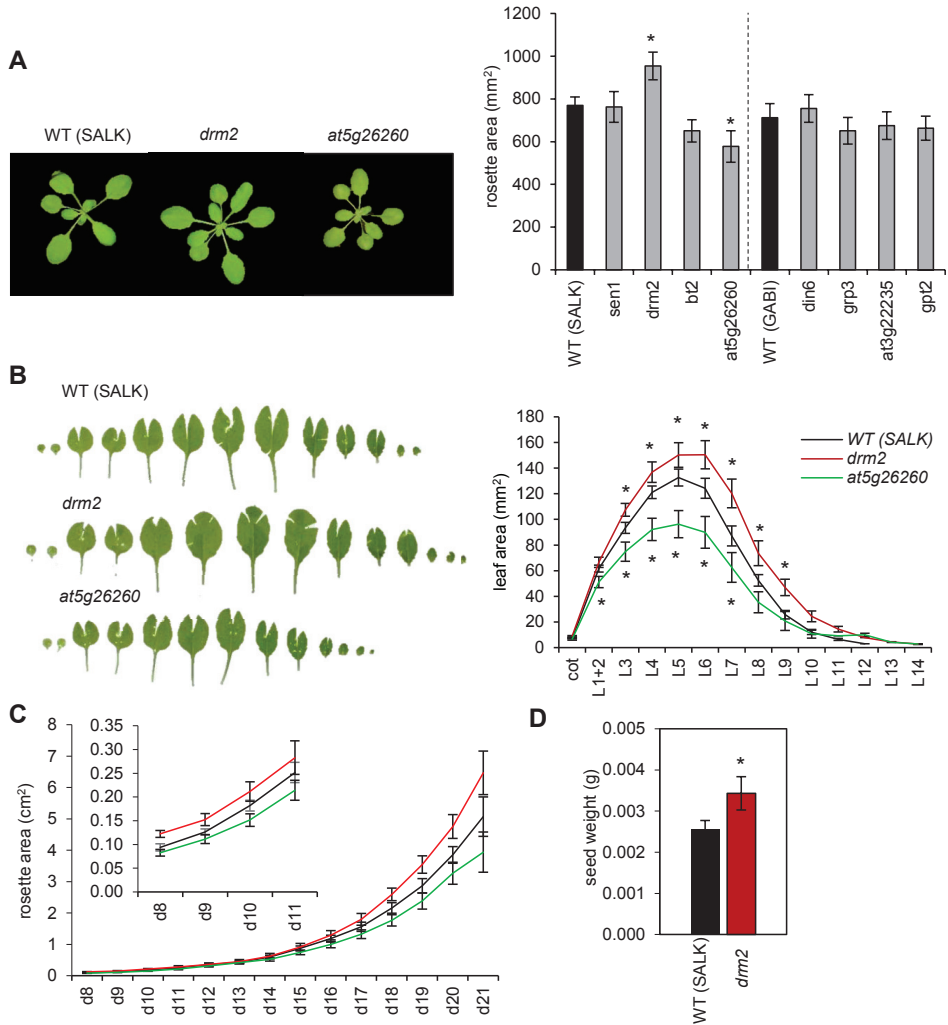 A
WT (SALK)
drm2
at5g26260
rosette area (mm²)
1200
1000
800
600
400
200
0
*
*
WT (SALK)
sen1
drm2
bt2
at5g26260
WT (GABI)
din6
grp3
at3g22235
gpt2
B
WT (SALK)
drm2
at5g26260
leaf area (mm²)
180
160
140
120
100
80
60
40
20
0
* *
* * *
* *
* * * * *
*
WT (SALK)
drm2
at5g26260
cot
L1+2
L3
L4
L5
L6
L7
L8
L9
L10
L11
L12
L13
L14
C
rosette area (cm²)
8
7
6
5
4
3
2
1
0
0.35
0.30
0.25
0.20
0.15
0.10
0.05
0.00
d8
d9
d10
d11
d8
d9
d10
d11
d12
d13
d14
d15
d16
d17
d18
d19
d20
d21
D
seed weight (g)
0.005
0.004
0.003
0.002
0.001
0.000
*
WT (SALK)
drm2